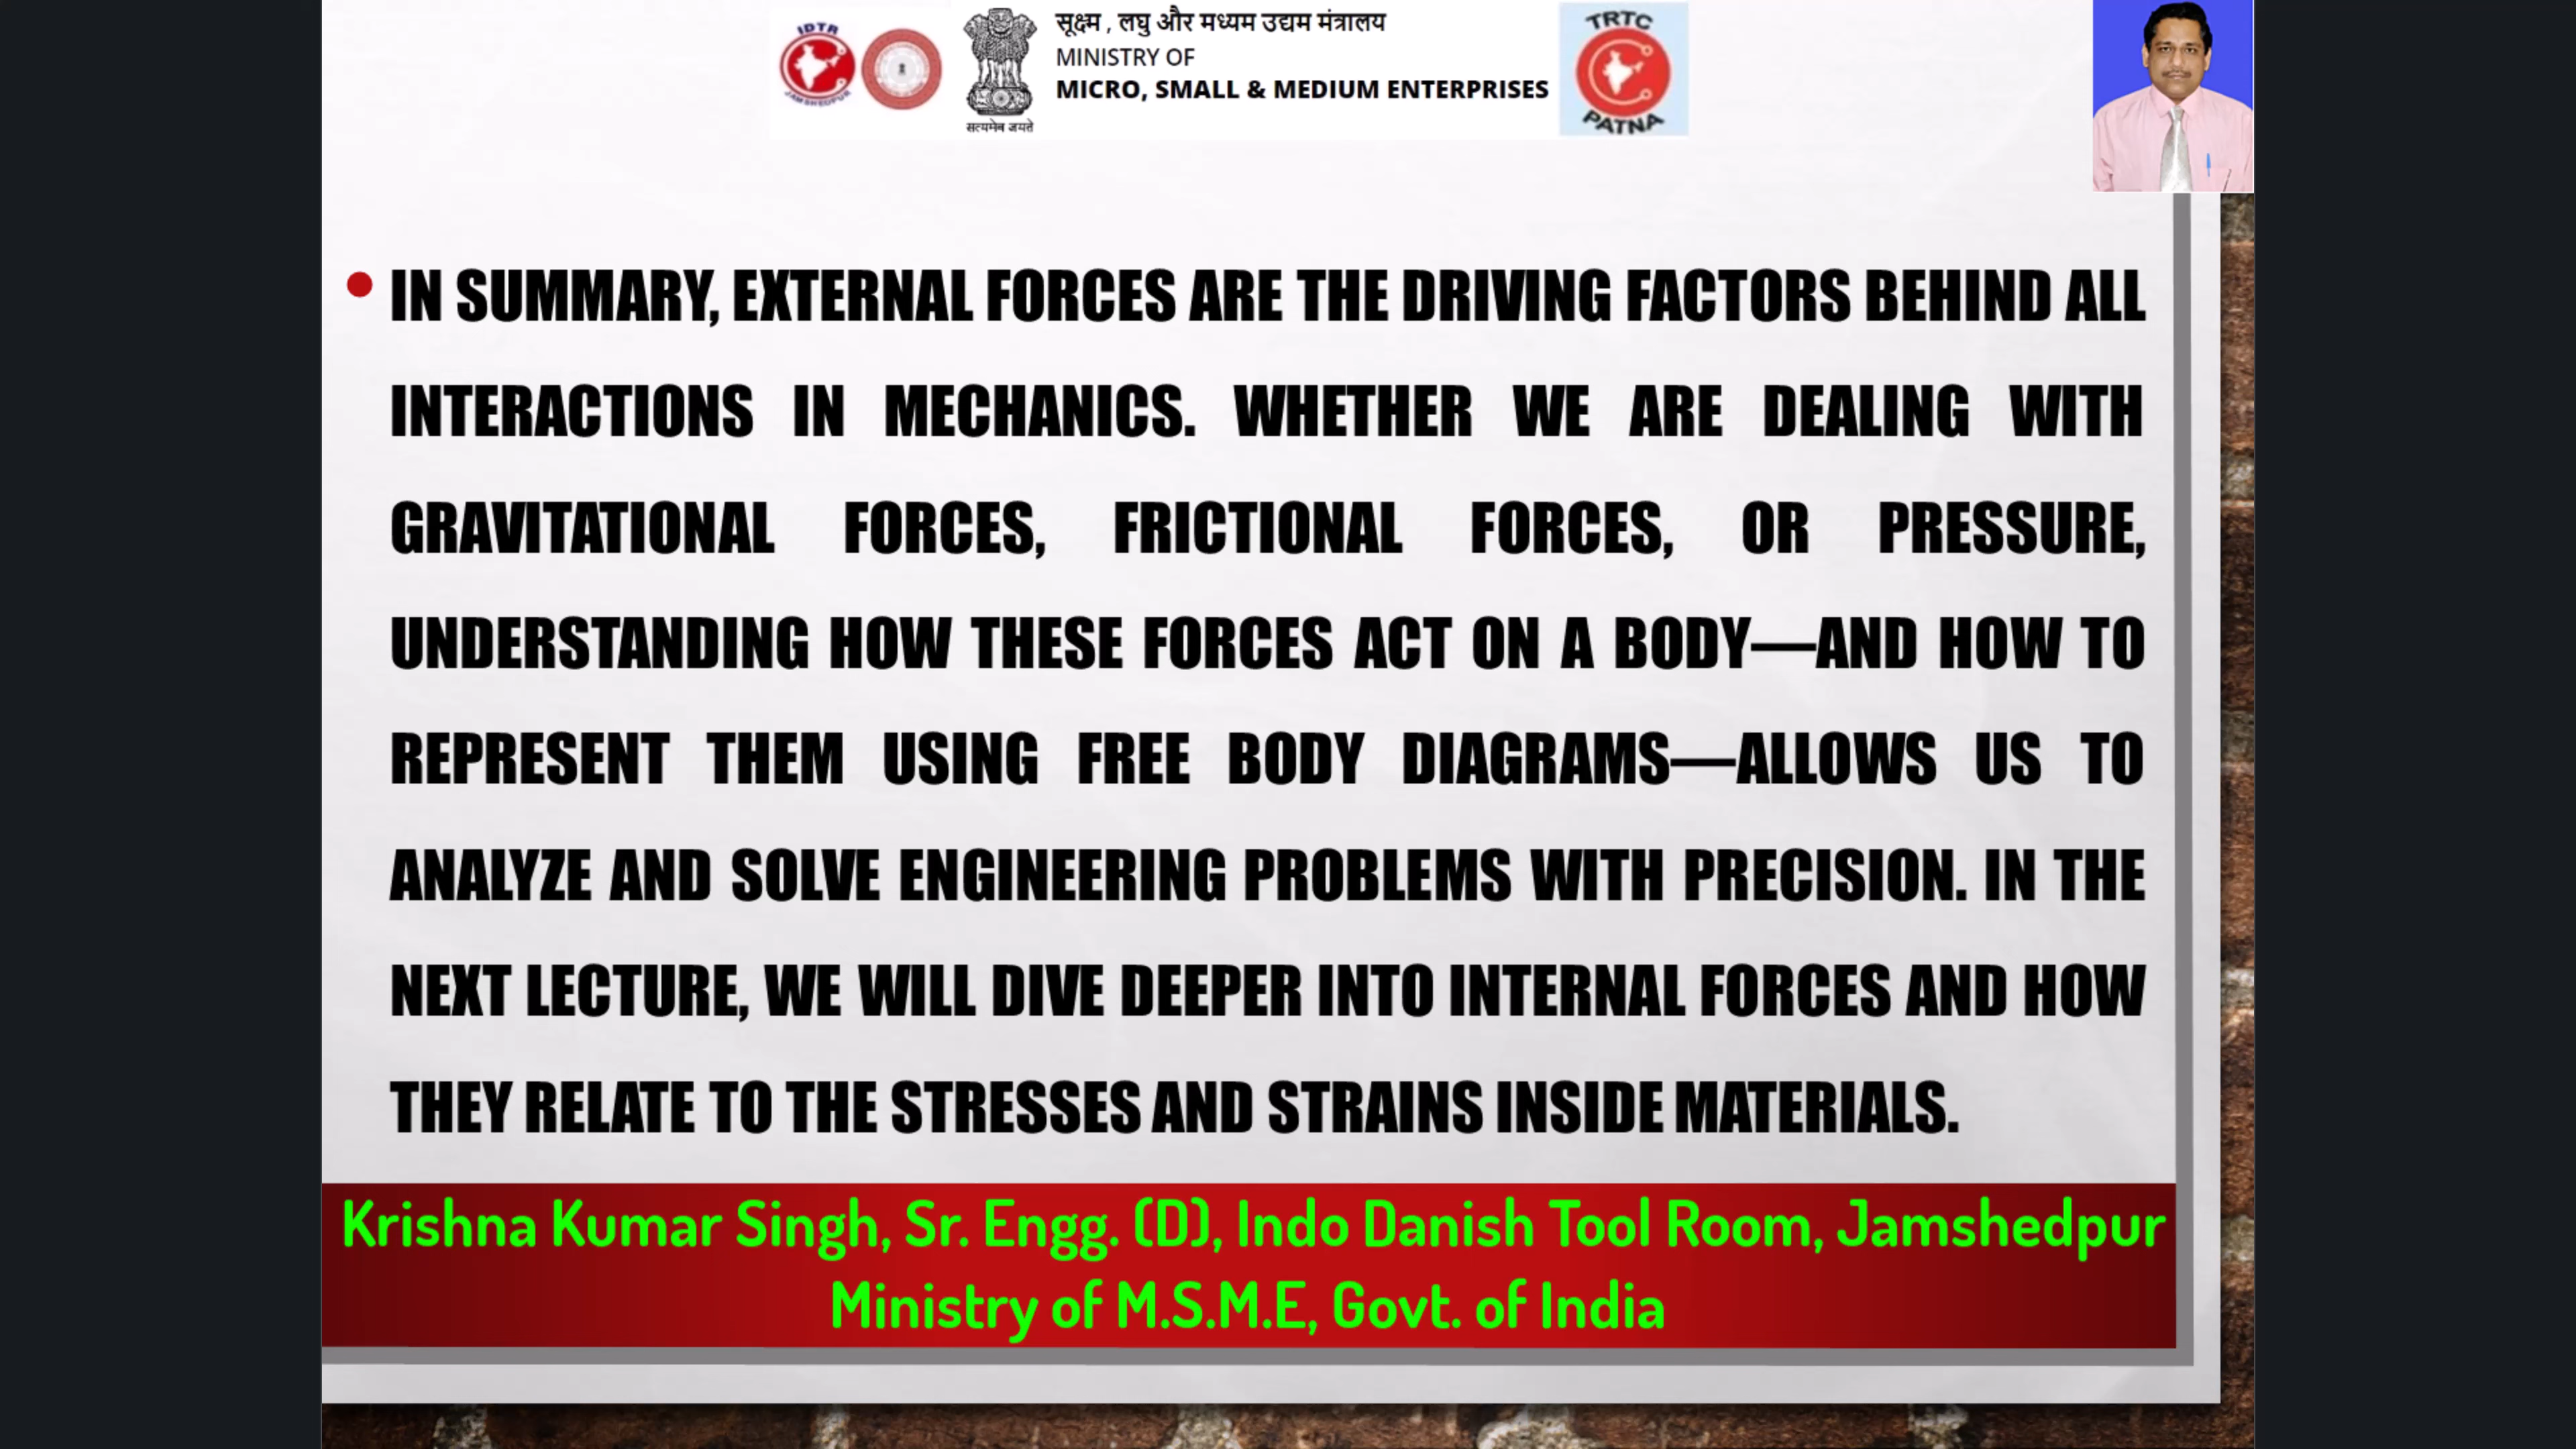 IDTR
JAMSHEDPUR
सत्यमेव जयते
सूक्ष्म , लघु और मध्यम उद्यम मंत्रालय
MINISTRY OF
MICRO, SMALL & MEDIUM ENTERPRISES
TRTC
PATNA
• IN SUMMARY, EXTERNAL FORCES ARE THE DRIVING FACTORS BEHIND ALL
INTERACTIONS IN MECHANICS. WHETHER WE ARE DEALING WITH
GRAVITATIONAL FORCES, FRICTIONAL FORCES, OR PRESSURE,
UNDERSTANDING HOW THESE FORCES ACT ON A BODY—AND HOW TO
REPRESENT THEM USING FREE BODY DIAGRAMS—ALLOWS US TO
ANALYZE AND SOLVE ENGINEERING PROBLEMS WITH PRECISION. IN THE
NEXT LECTURE, WE WILL DIVE DEEPER INTO INTERNAL FORCES AND HOW
THEY RELATE TO THE STRESSES AND STRAINS INSIDE MATERIALS.
Krishna Kumar Singh, Sr. Engg. (D), Indo Danish Tool Room, Jamshedpur
Ministry of M.S.M.E, Govt. of India